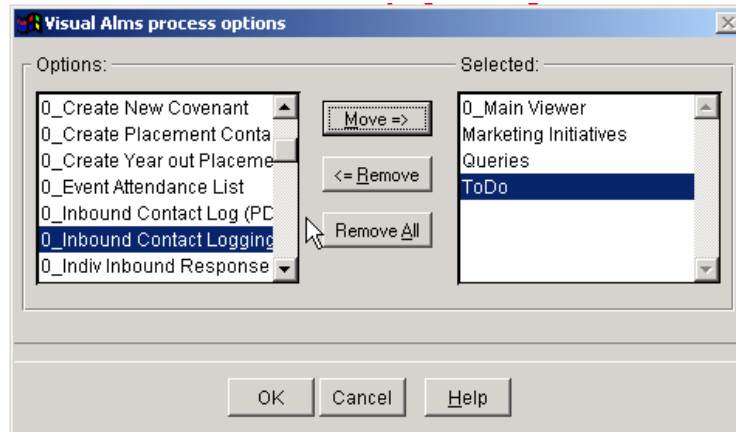 Visual Alms process options
Options:
0_Create New Covenant
0_Create Placement Conta
0_Create Year out Placeme
0_Event Attendance List
0_Inbound Contact Log (PD
0_Inbound Contact Logging
0_Indiv Inbound Response
Move =>
<= Remove
Remove All
Selected:
0_Main Viewer
Marketing Initiatives
Queries
ToDo
OK
Cancel
Help